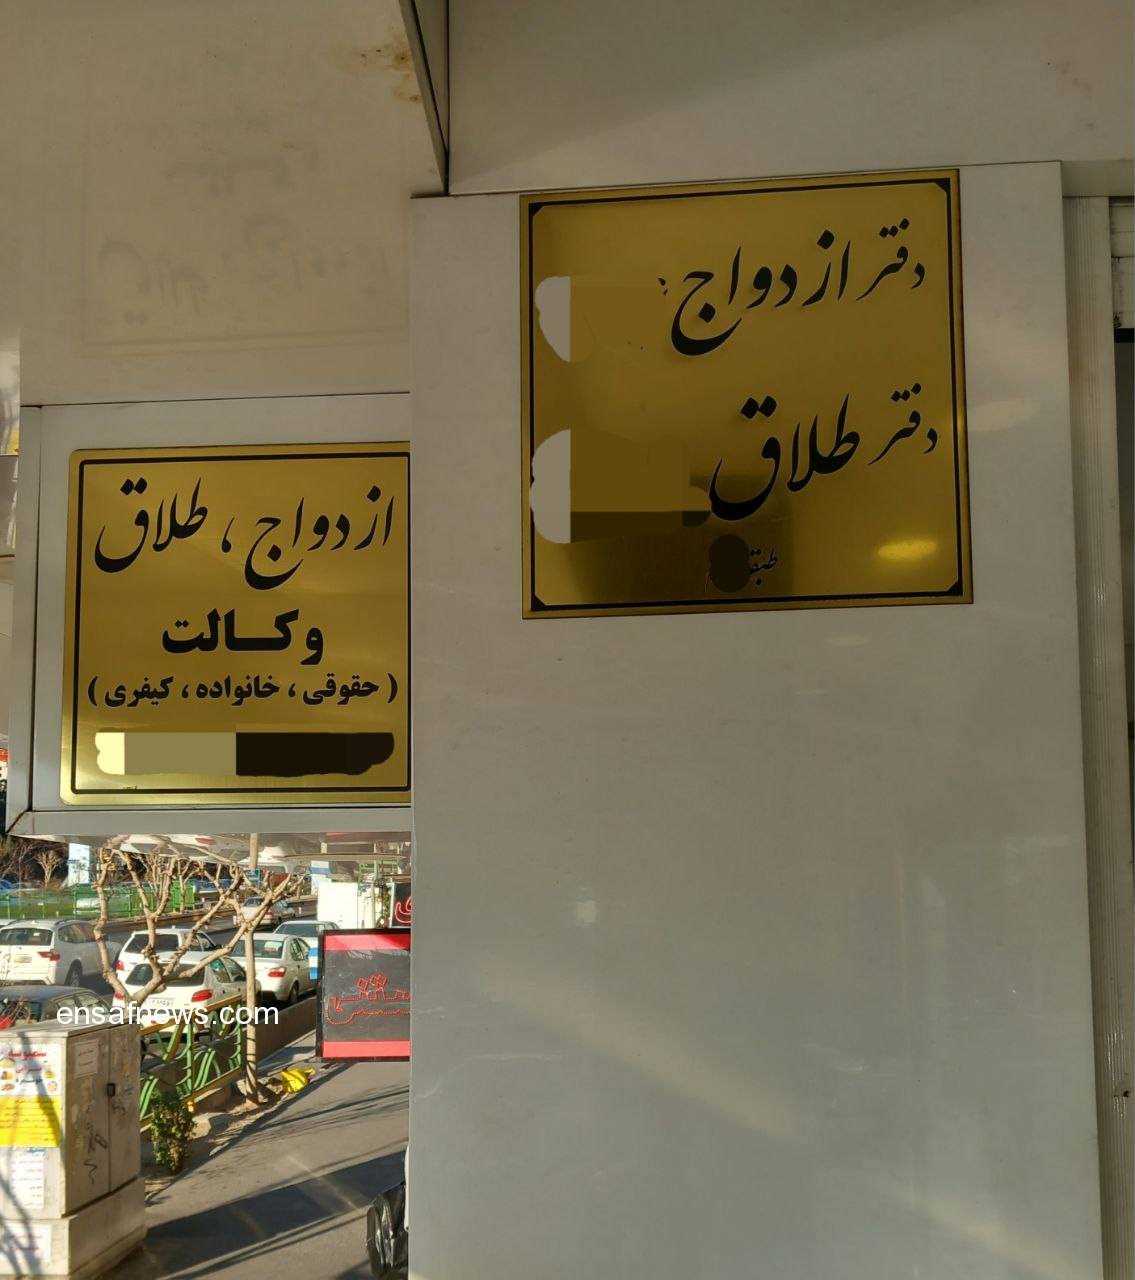 دفتر ازدواج
دفتر طلاق
ازدواج ، طلاق
وکالت
( حقوقی ، خانواده ، کیفری )
ensafnews.com